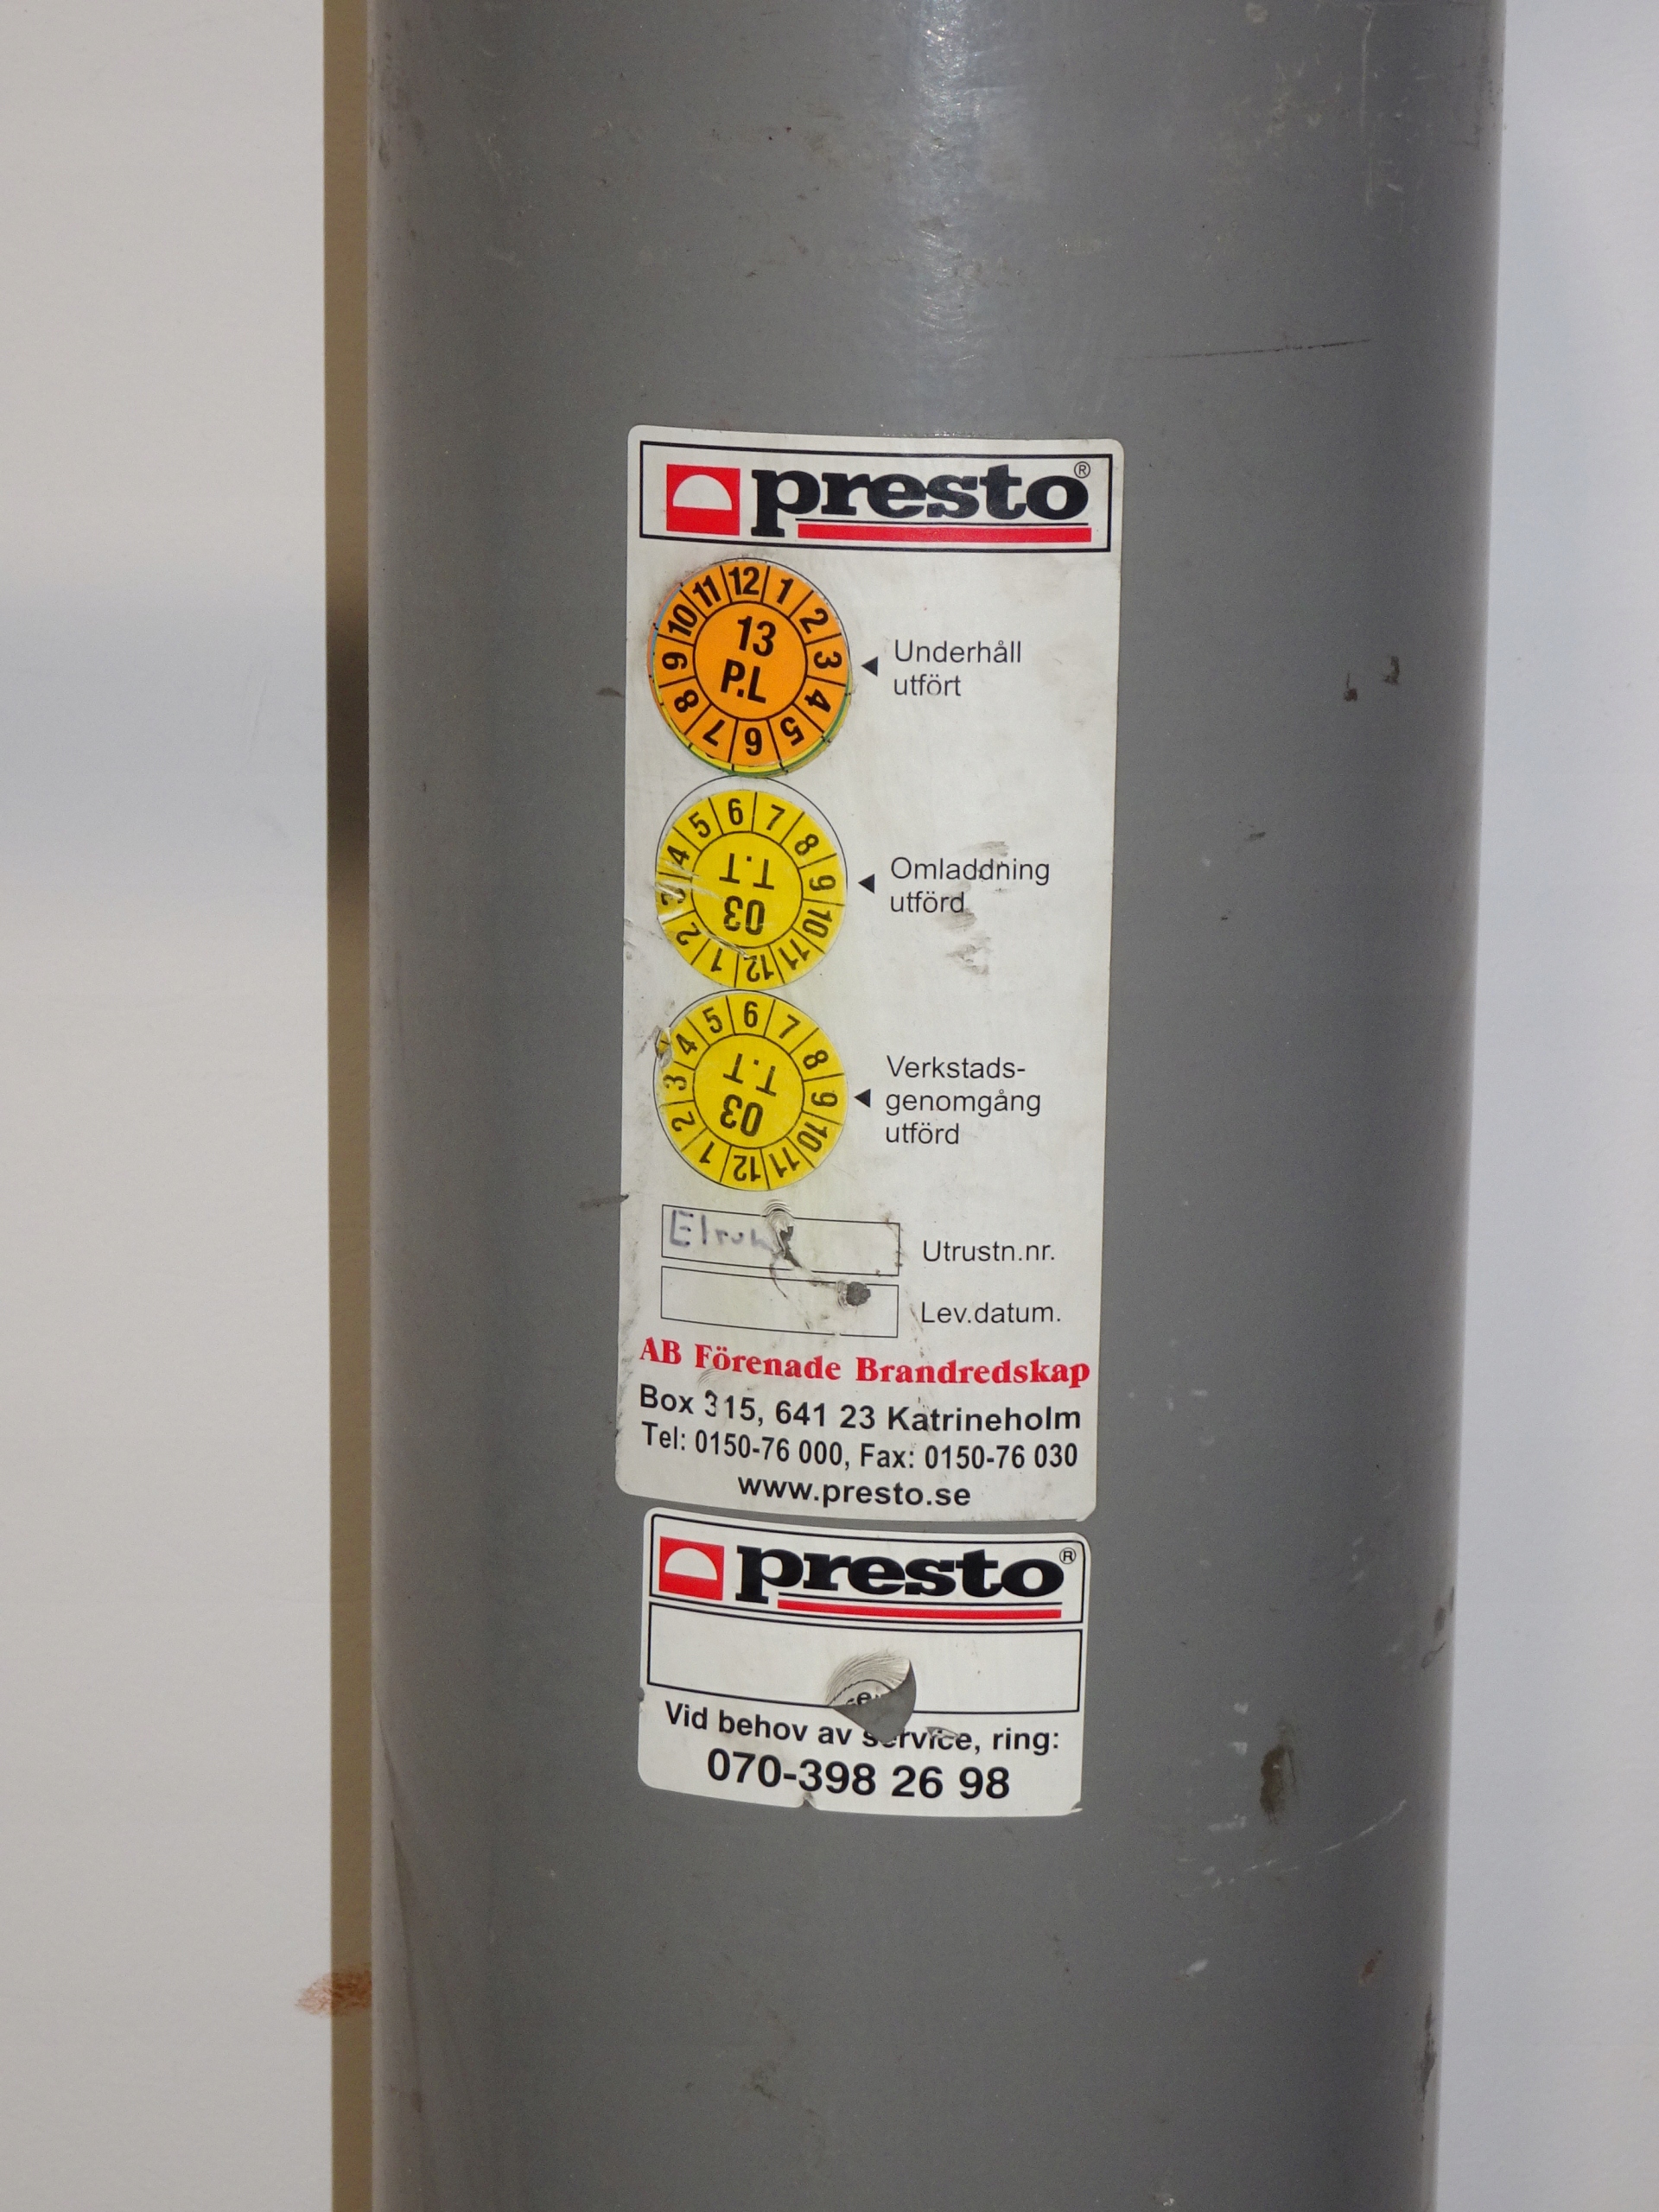 presto®
12 1 2 3 4 5 6 7 8 9 10 11
13
P.L
Underhåll
utfört
12 1 2 3 4 5 6 7 8 9 10 11
03
T.T
Omladdning
utförd
12 1 2 3 4 5 6 7 8 9 10 11
03
T.T
Verkstads-
genomgång
utförd
Utrustn.nr.
Lev.datum.
AB Förenade Brandredskap
Box 315, 641 23 Katrineholm
Tel: 0150-76 000, Fax: 0150-76 030
www.presto.se
presto®
Vid behov av service, ring:
070-398 26 98